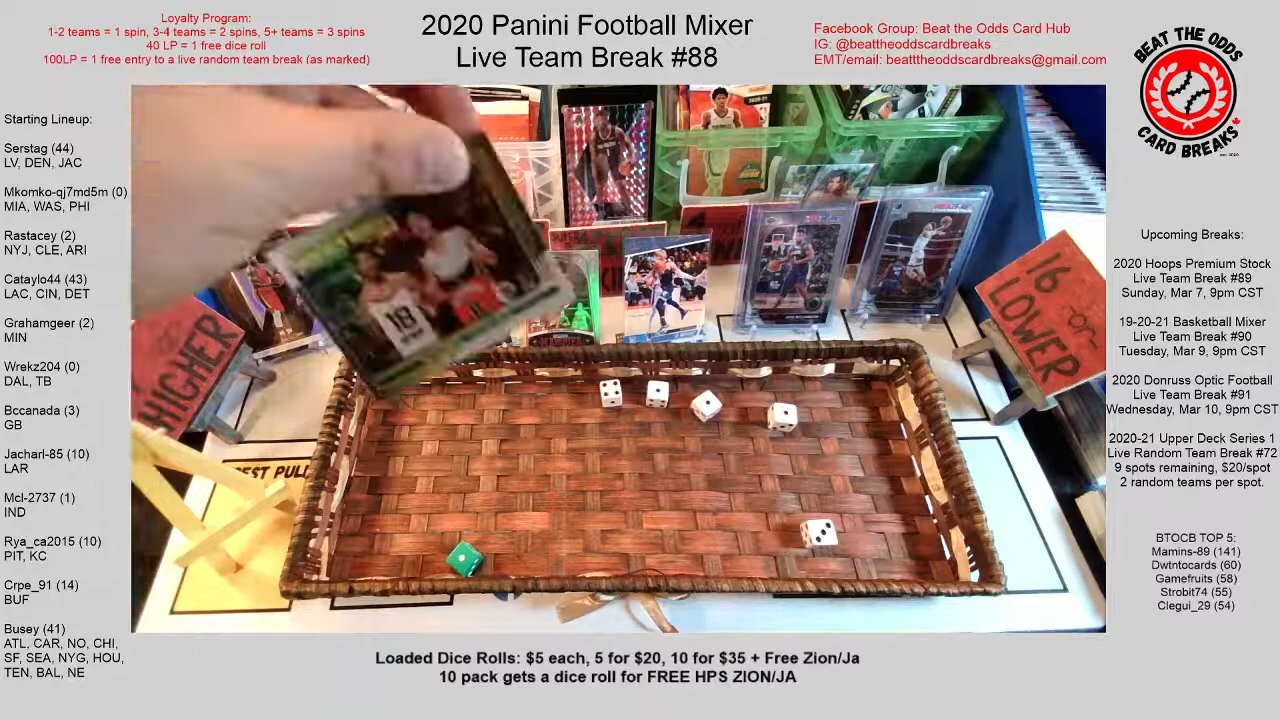 Loyalty Program:
1-2 teams = 1 spin, 3-4 teams = 2 spins, 5+ teams = 3 spins
40 LP = 1 free dice roll
100LP = 1 free entry to a live random team break (as marked)
2020 Panini Football Mixer
Live Team Break #88
Facebook Group: Beat the Odds Card Hub
IG: @beattheoddscardbreaks
EMT/email: beatttheoddscardbreaks@gmail.com
BEAT THE ODDS
CARD BREAKS
Starting Lineup:
Serstag (44)
LV, DEN, JAC
Mkomko-qj7md5m (0)
MIA, WAS, PHI
Rastacey (2)
NYJ, CLE, ARI
Cataylo44 (43)
LAC, CIN, DET
Grahamgeer (2)
MIN
Wrekz204 (0)
DAL, TB
Bccanada (3)
GB
Jacharl-85 (10)
LAR
Mcl-2737 (1)
IND
Rya_ca2015 (10)
PIT, KC
Crpe_91 (14)
BUF
Busey (41)
ATL, CAR, NO, CHI,
SF, SEA, NYG, HOU,
TEN, BAL, NE
HIGHER
18
16
-OR-
LOWER
Upcoming Breaks:
2020 Hoops Premium Stock
Live Team Break #89
Sunday, Mar 7, 9pm CST
19-20-21 Basketball Mixer
Live Team Break #90
Tuesday, Mar 9, 9pm CST
2020 Donruss Optic Football
Live Team Break #91
Wednesday, Mar 10, 9pm CST
2020-21 Upper Deck Series 1
Live Random Team Break #72
9 spots remaining, $20/spot
2 random teams per spot.
BTOCB TOP 5:
Mamins-89 (141)
Dwtntocards (60)
Gamefruits (58)
Strobit74 (55)
Clegui_29 (54)
Loaded Dice Rolls: $5 each, 5 for $20, 10 for $35 + Free Zion/Ja
10 pack gets a dice roll for FREE HPS ZION/JA